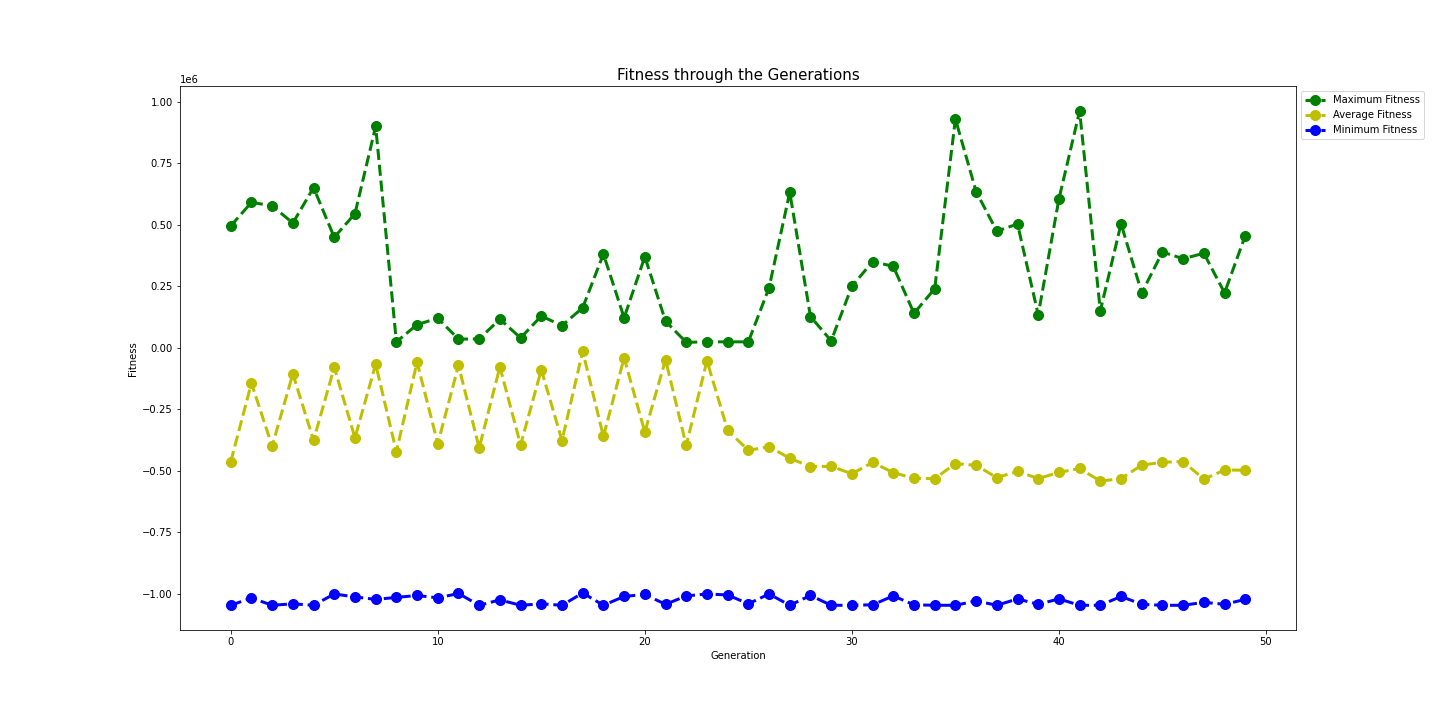 Fitness through the Generations
1e6
1.00
0.75
0.50
0.25
0.00
−0.25
−0.50
−0.75
−1.00
Fitness
0 10 20 30 40 50
Generation
Maximum Fitness
Average Fitness
Minimum Fitness